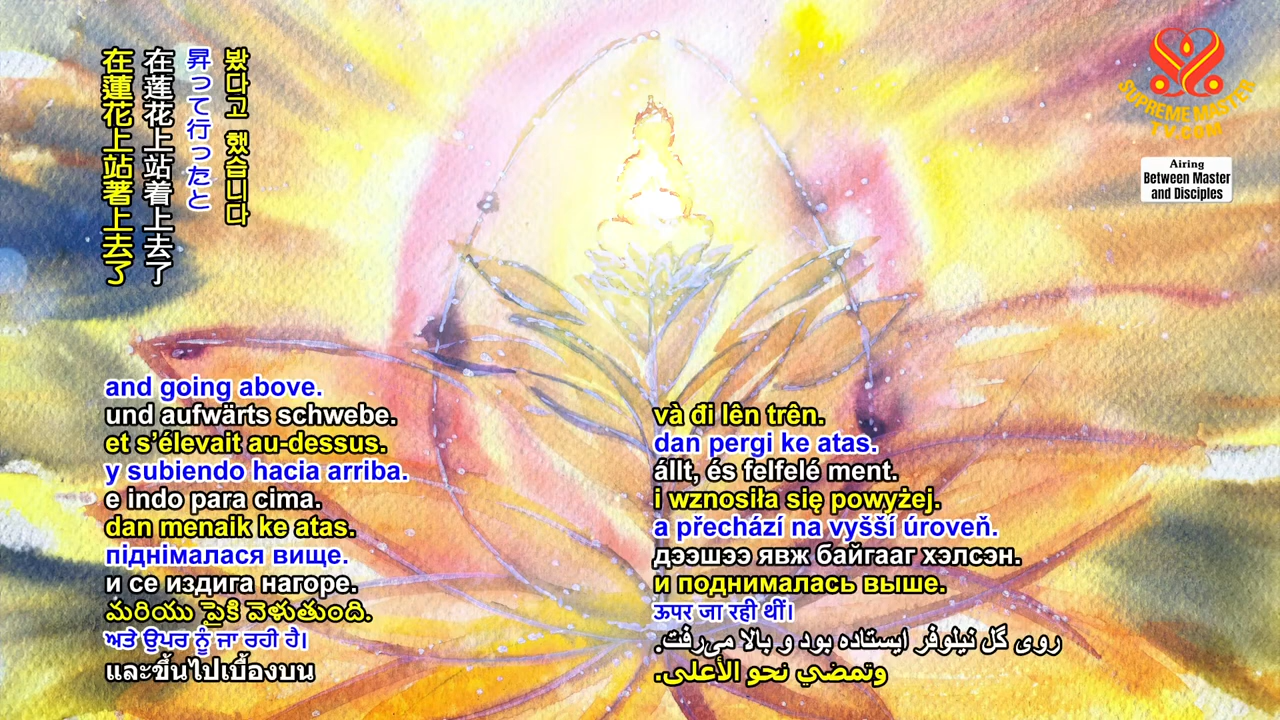 봤다고 했습니다
昇って行ったと
在莲花上站着上去了
在蓮花上站著上去了
SUPREME MASTER
TV.COM
Airing
Between Master
and Disciples
and going above.
und aufwärts schwebe.
et s’élevait au-dessus.
y subiendo hacia arriba.
e indo para cima.
dan menaik ke atas.
піднімалася вище.
и се издига нагоре.
మరియు పైకి వెళుతుంది.
ਅਤੇ ਉਪਰ ਨੂੰ ਜਾ ਰਹੀ ਹੈ।
และขึ้นไปเบื้องบน
và đi lên trên.
dan pergi ke atas.
állt, és felfelé ment.
i wznosiła się powyżej.
a přechází na vyšší úroveň.
дээшээ явж байгааг хэлсэн.
и поднималась выше.
ऊपर जा रही थीं।
روی گل نیلوفر ایستاده بود و بالا می‌رفت.
وتمضي نحو الأعلى.